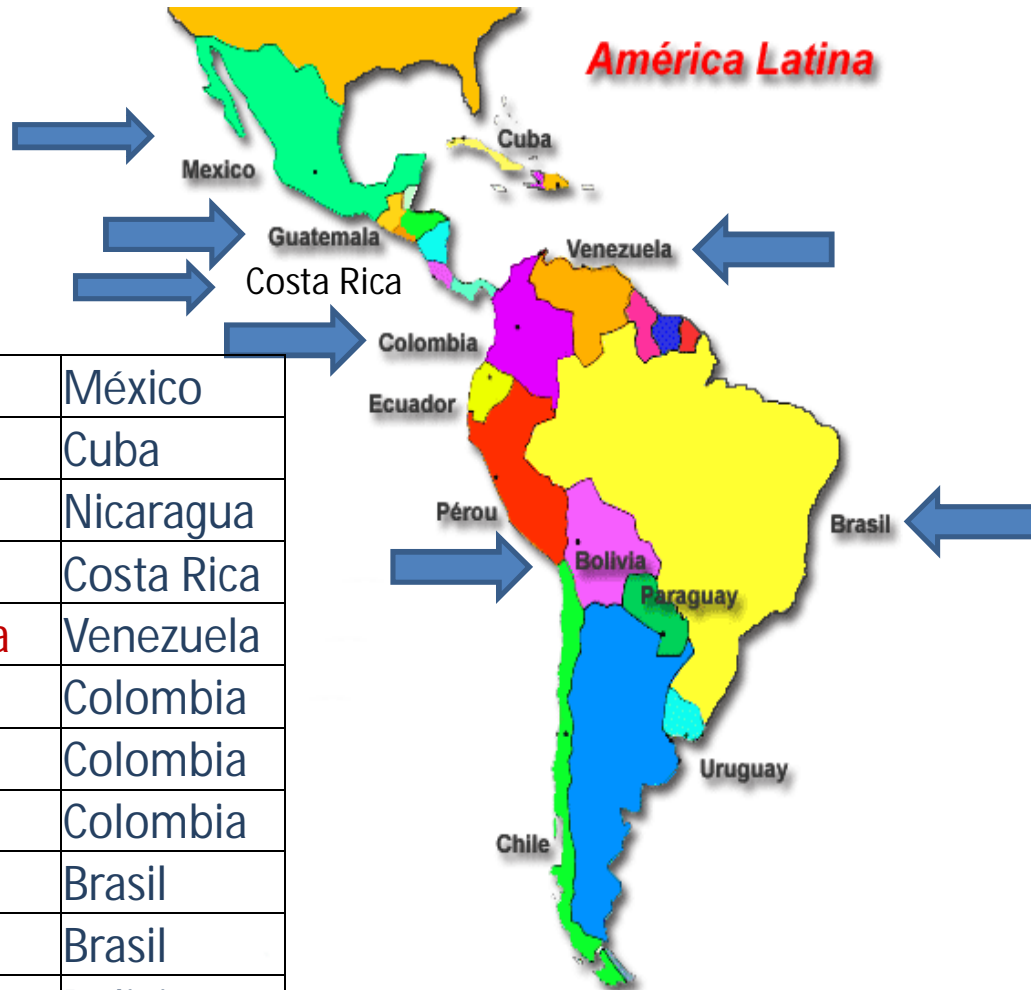 América Latina
Cuba
Mexico
Guatemala
Venezuela
Costa Rica
Colombia
Ecuador
Pérou
Brasil
Bolivia
Paraguay
Uruguay
Chile
México
Cuba
Nicaragua
Costa Rica
a Venezuela
Colombia
Colombia
Colombia
Brasil
Brasil